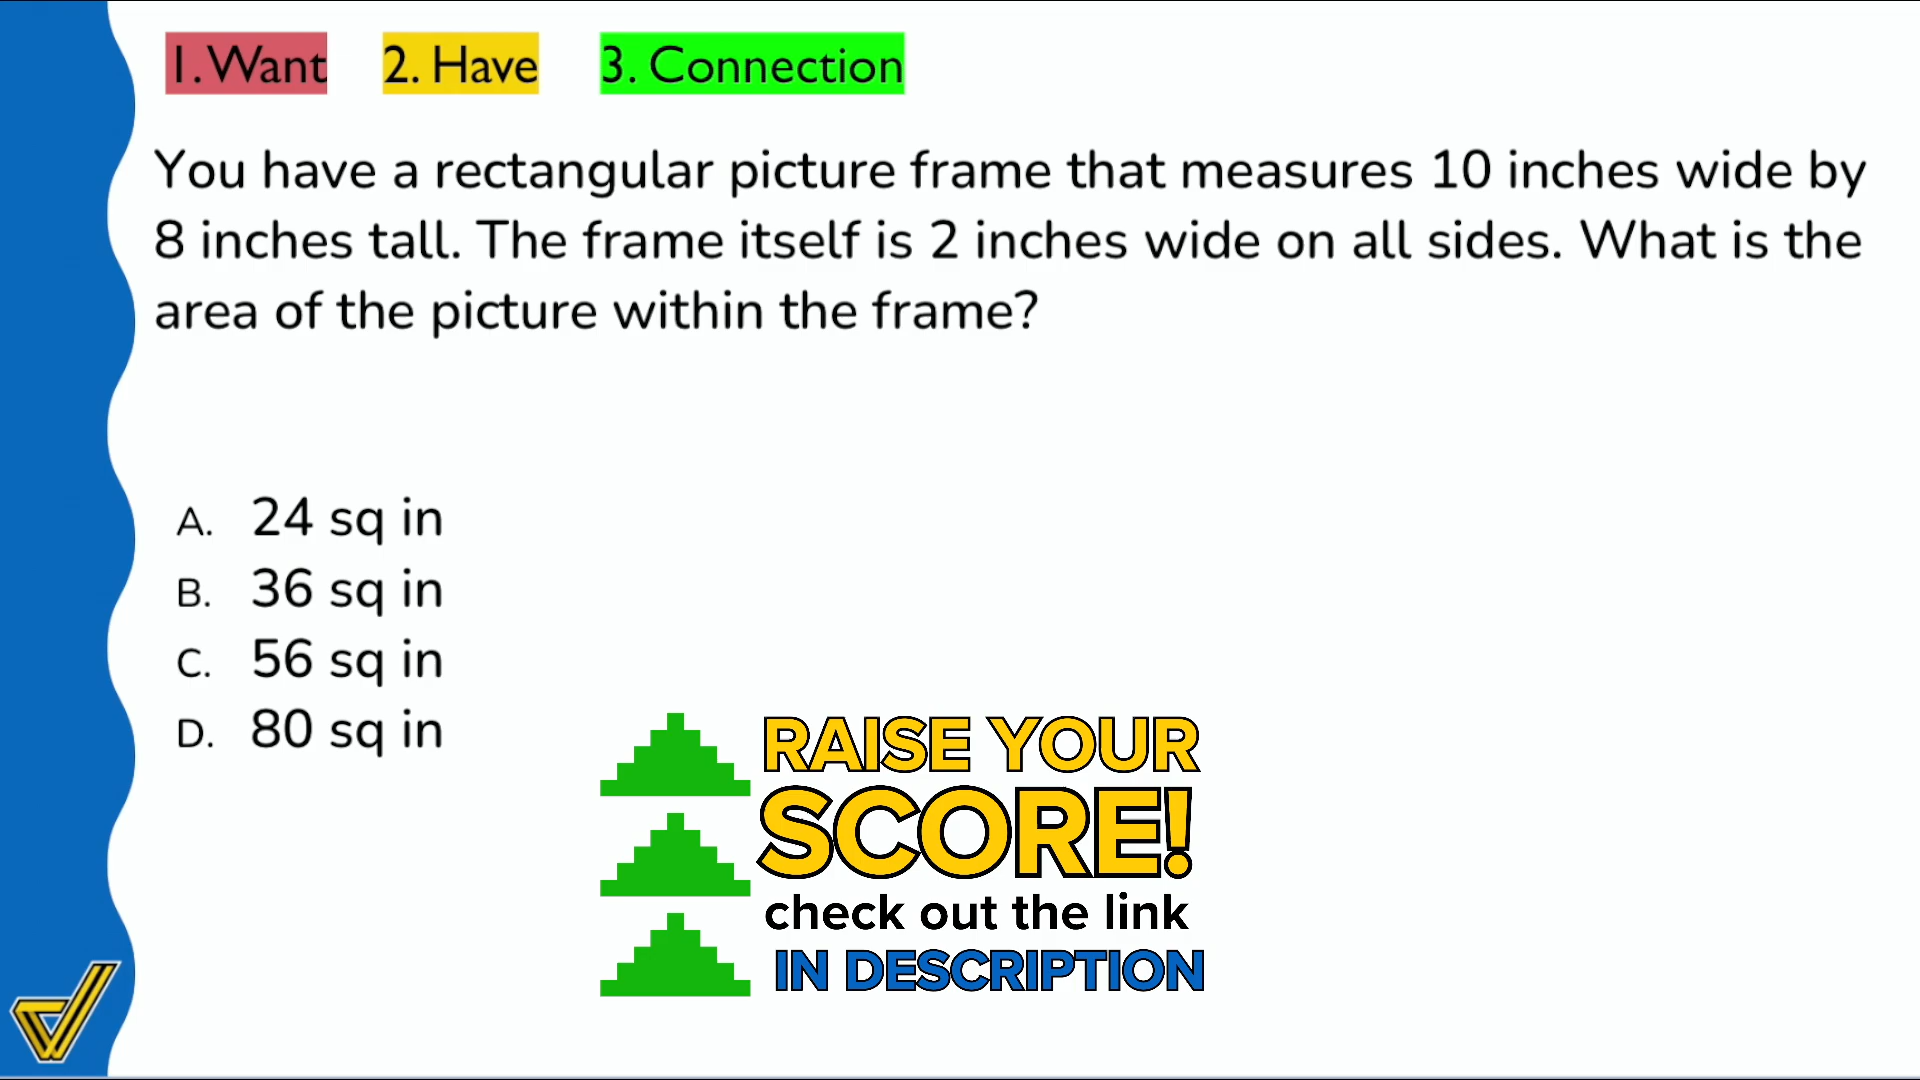 1. Want 2. Have 3. Connection
You have a rectangular picture frame that measures 10 inches wide by
8 inches tall. The frame itself is 2 inches wide on all sides. What is the
area of the picture within the frame?
A. 24 sq in
B. 36 sq in
C. 56 sq in
D. 80 sq in
RAISE YOUR
SCORE!
check out the link
IN DESCRIPTION